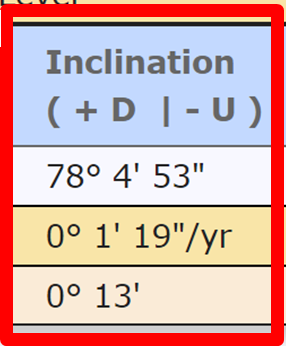 Inclination
( + D | - U )
78° 4' 53"
0° 1' 19"/yr
0° 13'